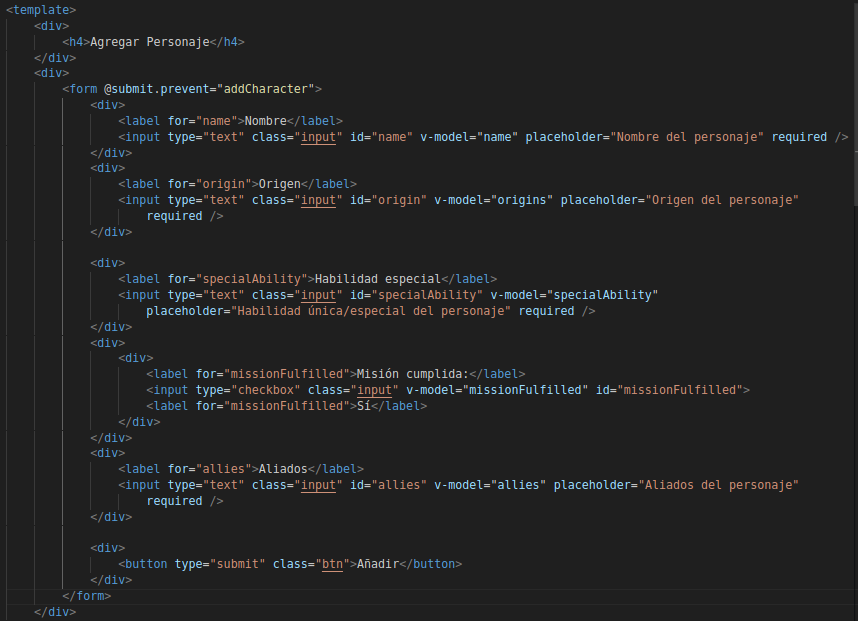 <template>
    <div>
        <h4>Agregar Personaje</h4>
    </div>
    <div>
        <form @submit.prevent="addCharacter">
            <div>
                <label for="name">Nombre</label>
                <input type="text" class="input" id="name" v-model="name" placeholder="Nombre del personaje" required />
            </div>
            <div>
                <label for="origin">Origen</label>
                <input type="text" class="input" id="origin" v-model="origins" placeholder="Origen del personaje"
                    required />
            </div>

            <div>
                <label for="specialAbility">Habilidad especial</label>
                <input type="text" class="input" id="specialAbility" v-model="specialAbility"
                    placeholder="Habilidad única/especial del personaje" required />
            </div>
            <div>
                <div>
                    <label for="missionFulfilled">Misión cumplida:</label>
                    <input type="checkbox" class="input" v-model="missionFulfilled" id="missionFulfilled">
                    <label for="missionFulfilled">Sí</label>
                </div>
            </div>
            <div>
                <label for="allies">Aliados</label>
                <input type="text" class="input" id="allies" v-model="allies" placeholder="Aliados del personaje"
                    required />
            </div>

            <div>
                <button type="submit" class="btn">Añadir</button>
            </div>
        </form>
    </div>